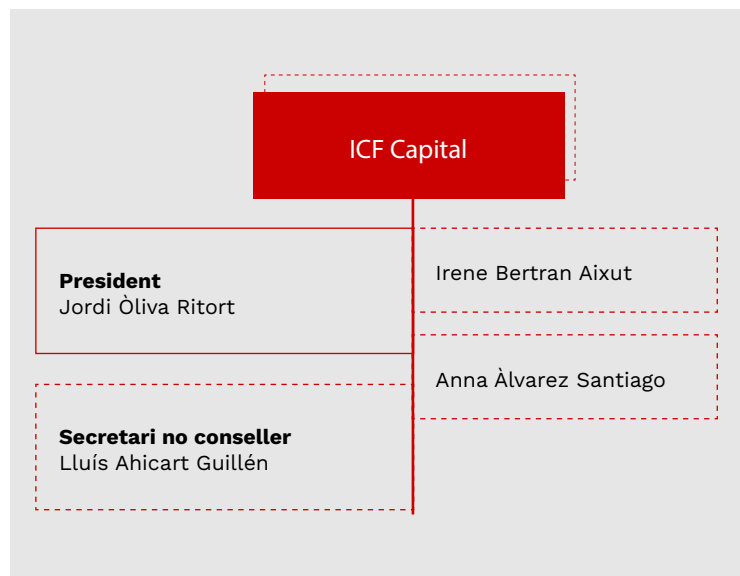 ICF Capital
President
Jordi Òliva Ritort
Irene Bertran Aixut
Anna Àlvarez Santiago
Secretari no conseller
Lluís Ahicart Guillén